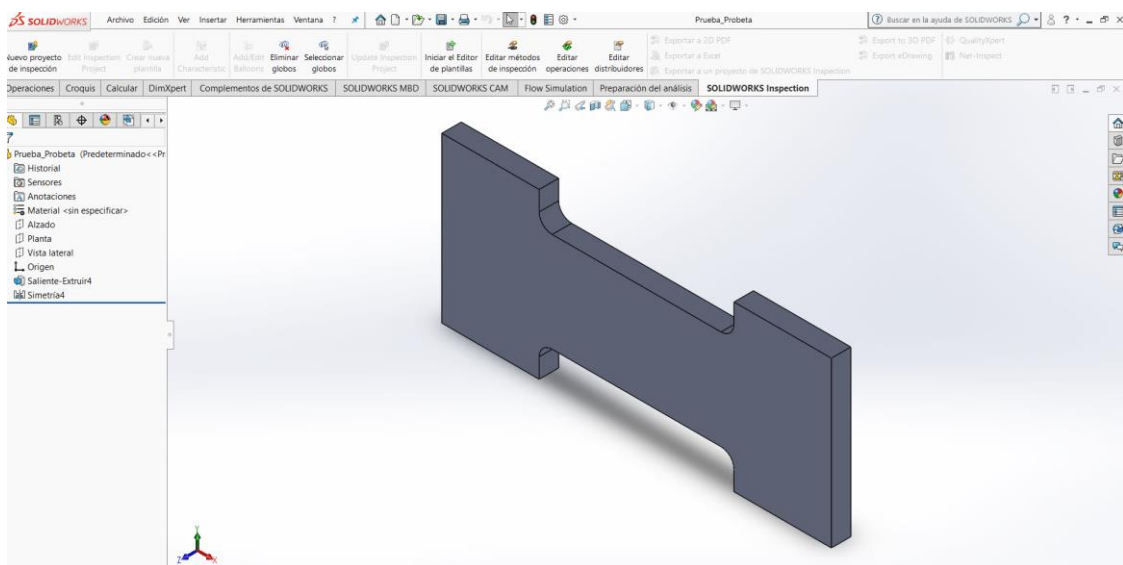 SOLIDWORKS Archivo Edición Ver Insertar Herramientas Ventana ? Prueba_Probeta Buscar en la ayuda de SOLIDWORKS
Nuevo proyecto de inspección
Edit Inspection Project
Crear nueva plantilla
Add Characteristic
Add/Edit Balloons
Eliminar globos
Seleccionar globos
Update Inspection Project
Iniciar el Editor de plantillas
Editar métodos de inspección
Editar operaciones
Editar distribuidores
Exportar a 2D PDF
Exportar a Excel
Exportar a un proyecto de SOLIDWORKS Inspection
Export to 3D PDF
Export eDrawing
QualityXpert
Net-Inspect
Operaciones Croquis Calcular DimXpert Complementos de SOLIDWORKS SOLIDWORKS MBD SOLIDWORKS CAM Flow Simulation Preparación del análisis SOLIDWORKS Inspection
Prueba_Probeta (Predeterminado<<Pr
Historial
Sensores
Anotaciones
Material <sin especificar>
Alzado
Planta
Vista lateral
Origen
Saliente-Extruir4
Simetría4
Y
Z X